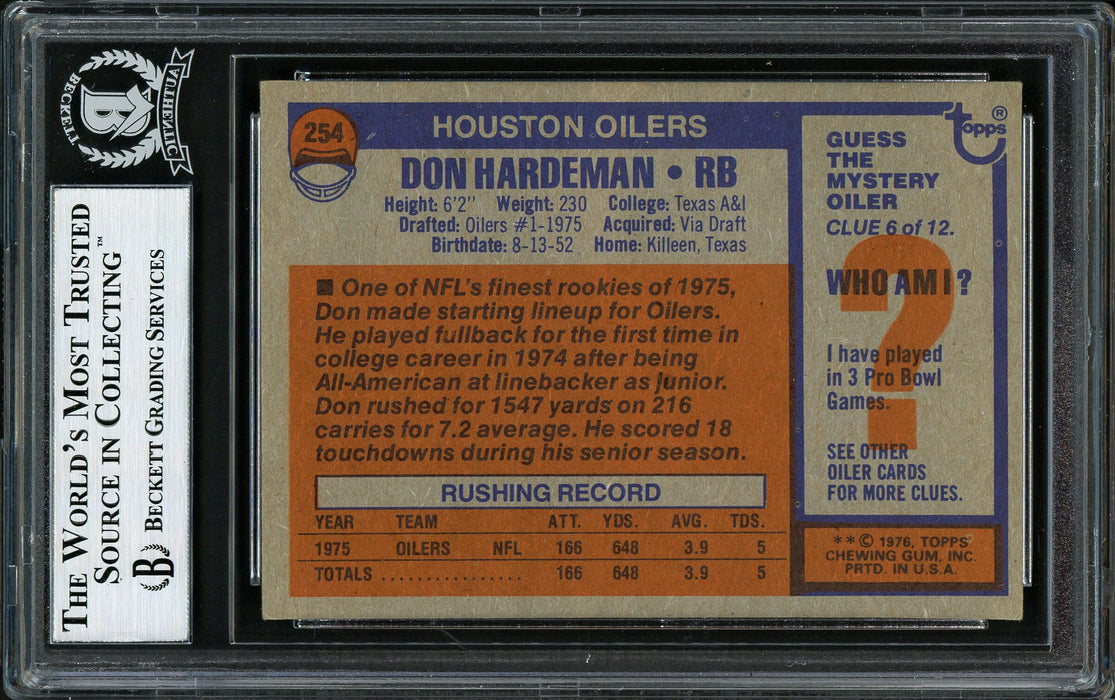 BECKETT
AUTHENTIC
B
THE WORLD'S MOST TRUSTED
SOURCE IN COLLECTING™
BECKETT GRADING SERVICES
B
254
HOUSTON OILERS
DON HARDEMAN • RB
Height: 6'2" Weight: 230 College: Texas A&I
Drafted: Oilers #1-1975 Acquired: Via Draft
Birthdate: 8-13-52 Home: Killeen, Texas
■ One of NFL's finest rookies of 1975,
Don made starting lineup for Oilers.
He played fullback for the first time in
college career in 1974 after being
All-American at linebacker as junior.
Don rushed for 1547 yards on 216
carries for 7.2 average. He scored 18
touchdowns during his senior season.
RUSHING RECORD
YEAR TEAM ATT. YDS. AVG. TDS.
1975 OILERS NFL 166 648 3.9 5
TOTALS ................. 166 648 3.9 5
topps®
GUESS
THE
MYSTERY
OILER
CLUE 6 of 12.
?
WHO AM I?
I have played
in 3 Pro Bowl
Games.
SEE OTHER
OILER CARDS
FOR MORE CLUES.
**© 1976, TOPPS
CHEWING GUM, INC.
PRTD. IN U.S.A.